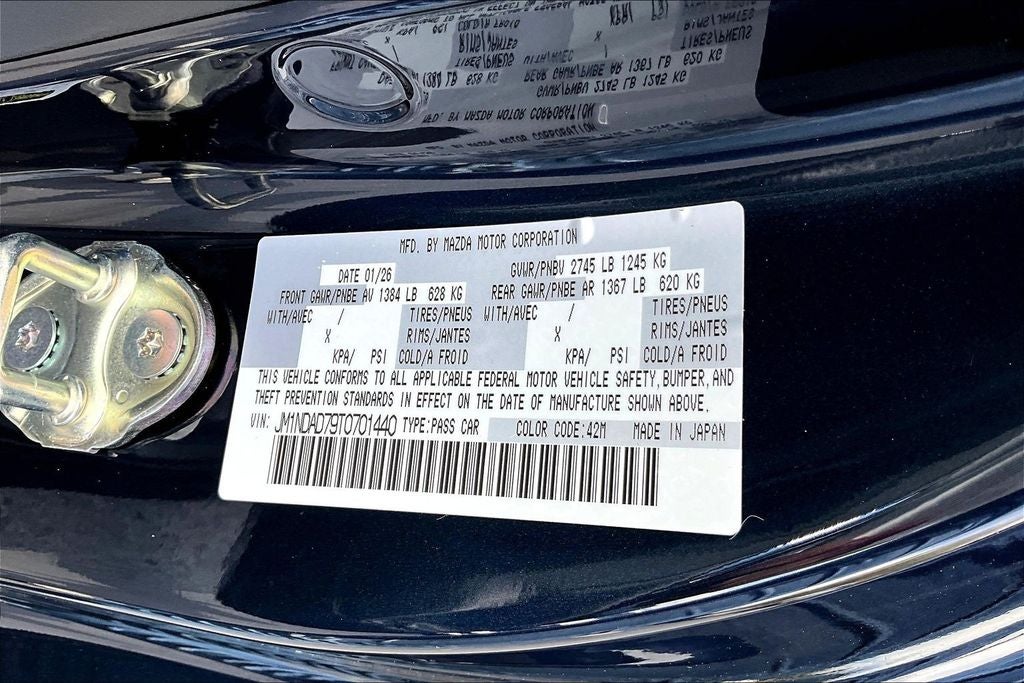 MFD. BY MAZDA MOTOR CORPORATION
DATE 01/26 GVWR/PNBV 2745 LB 1245 KG
FRONT GAWR/PNBE AV 1384 LB 628 KG REAR GAWR/PNBE AR 1367 LB 620 KG
WITH/AVEC / TIRES/PNEUS WITH/AVEC / TIRES/PNEUS
X RIMS/JANTES X RIMS/JANTES
KPA/ PSI COLD/A FROID KPA/ PSI COLD/A FROID
THIS VEHICLE CONFORMS TO ALL APPLICABLE FEDERAL MOTOR VEHICLE SAFETY, BUMPER, AND
THEFT PREVENTION STANDARDS IN EFFECT ON THE DATE OF MANUFACTURE SHOWN ABOVE.
VIN: JM1NDAD79T0701440 TYPE:PASS CAR COLOR CODE:42M MADE IN JAPAN